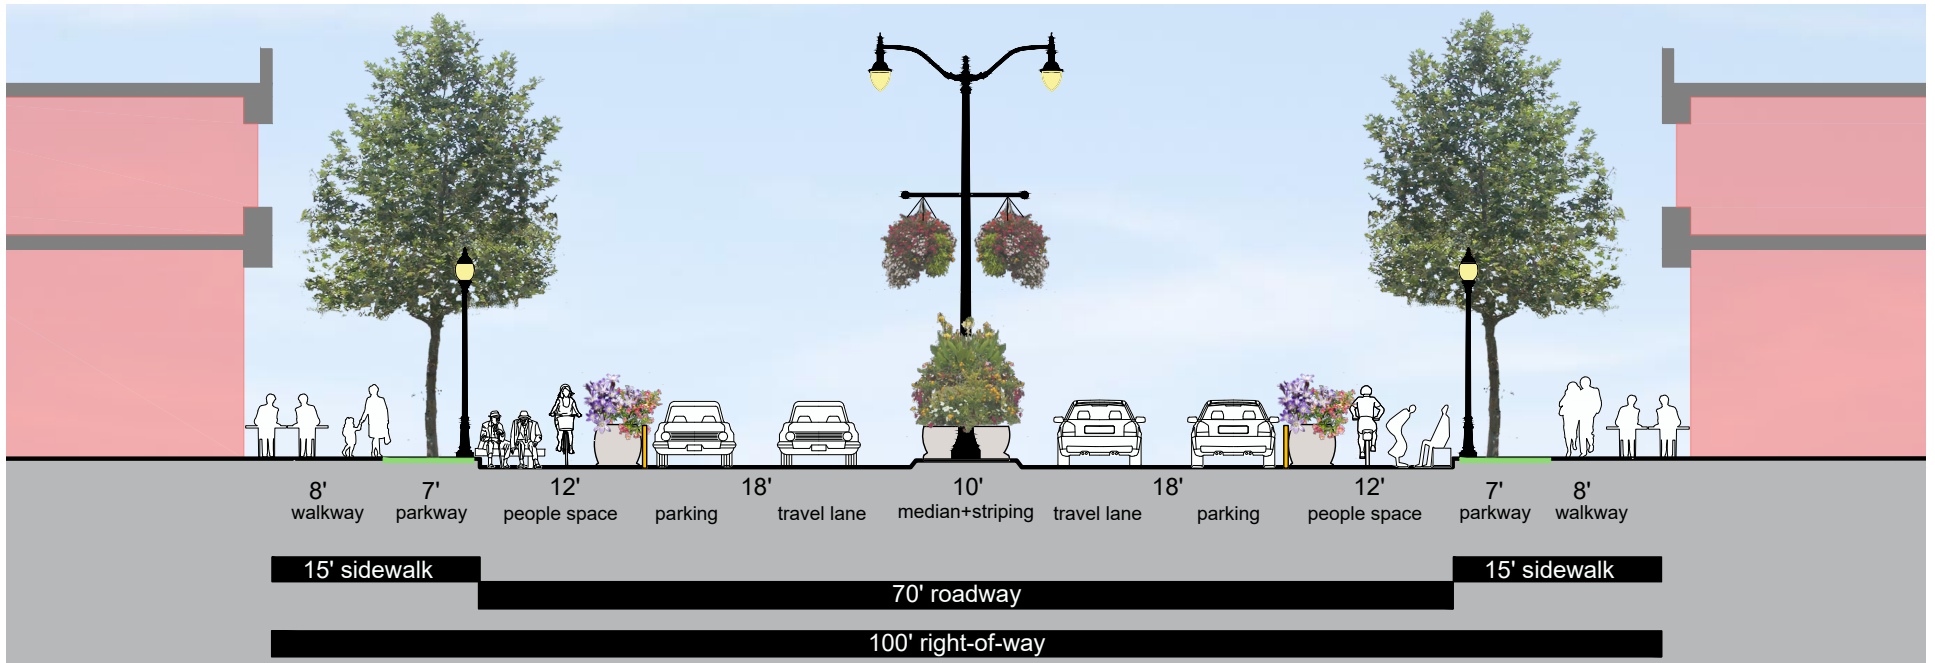 8' 7' 12' 18' 10' 18' 12' 7' 8'
walkway parkway people space parking travel lane median+striping travel lane parking people space parkway walkway
15' sidewalk 15' sidewalk
70' roadway
100' right-of-way